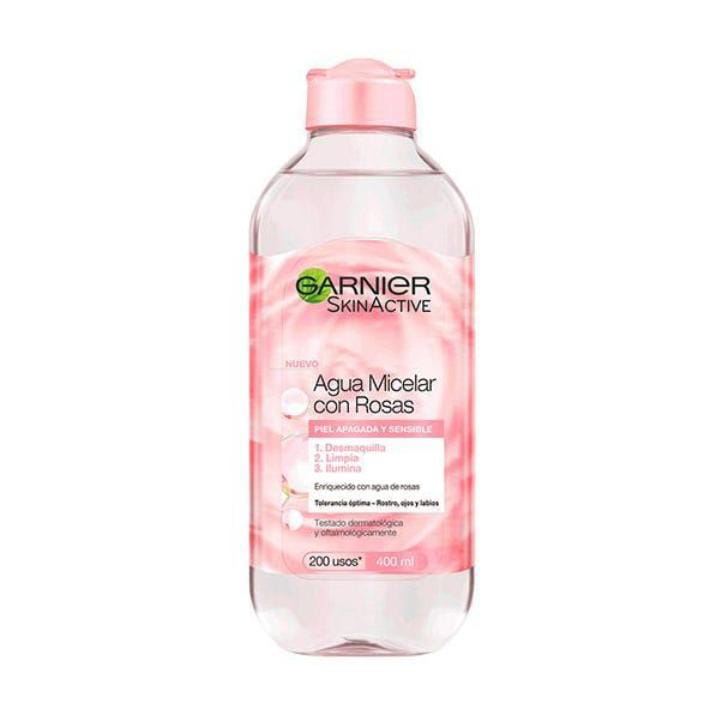 GARNIER
SKINACTIVE
NUEVO
Agua Micelar
con Rosas
PIEL APAGADA Y SENSIBLE
1. Desmaquilla
2. Limpia
3. Ilumina
Enriquecido con agua de rosas
Tolerancia óptima – Rostro, ojos y labios
Testado dermatológica
y oftalmológicamente
200 usos* 400 ml